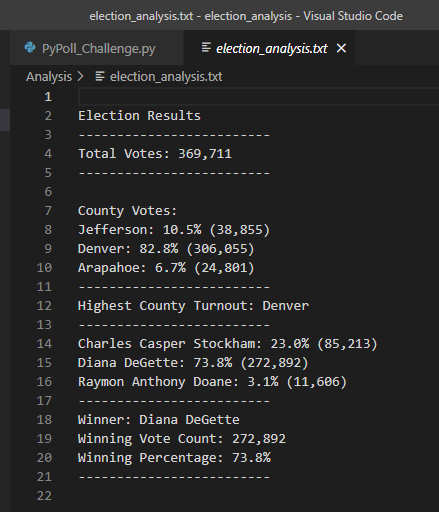 election_analysis.txt - election_analysis - Visual Studio Code
PyPoll_Challenge.py election_analysis.txt ×
Analysis > election_analysis.txt
1
2 Election Results
3 -------------------------
4 Total Votes: 369,711
5 -------------------------
6
7 County Votes:
8 Jefferson: 10.5% (38,855)
9 Denver: 82.8% (306,055)
10 Arapahoe: 6.7% (24,801)
11 -------------------------
12 Highest County Turnout: Denver
13 -------------------------
14 Charles Casper Stockham: 23.0% (85,213)
15 Diana DeGette: 73.8% (272,892)
16 Raymon Anthony Doane: 3.1% (11,606)
17 -------------------------
18 Winner: Diana DeGette
19 Winning Vote Count: 272,892
20 Winning Percentage: 73.8%
21 -------------------------
22